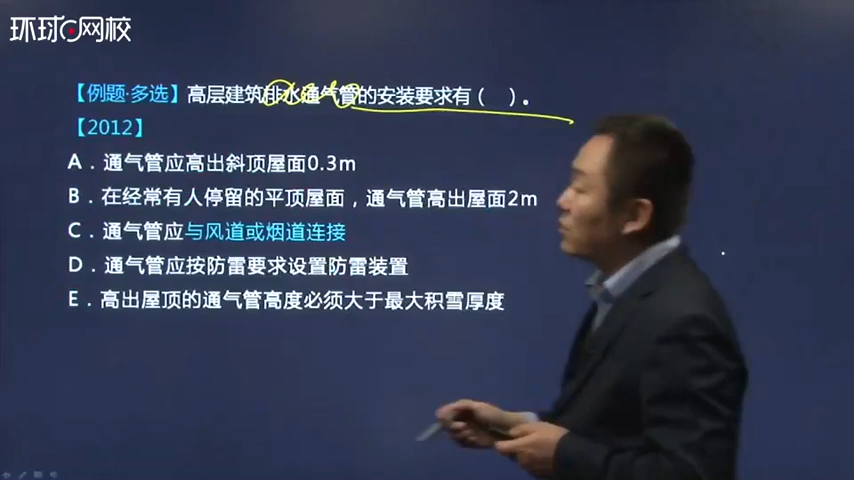 环球网校
【例题·多选】高层建筑排水通气管的安装要求有（ ）。
【2012】
A．通气管应高出斜顶屋面0.3m
B．在经常有人停留的平顶屋面，通气管高出屋面2m
C．通气管应与风道或烟道连接
D．通气管应按防雷要求设置防雷装置
E．高出屋顶的通气管高度必须大于最大积雪厚度